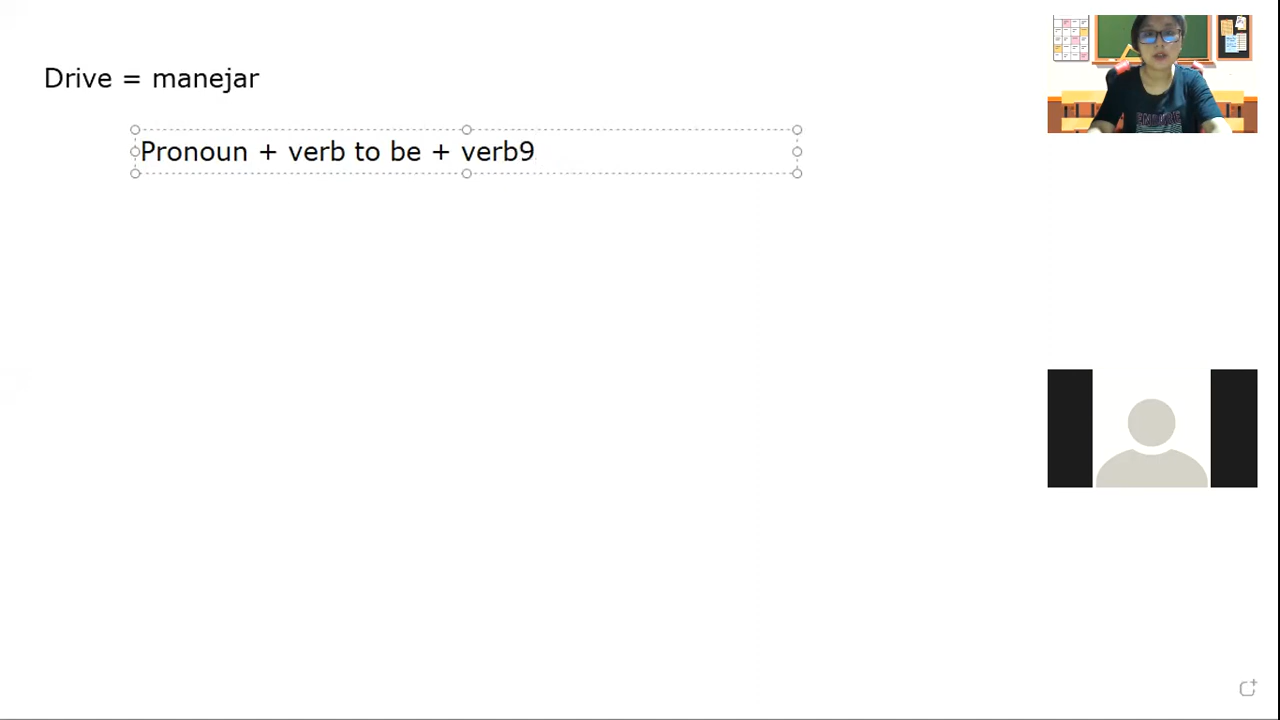 Drive = manejar
Pronoun + verb to be + verb9